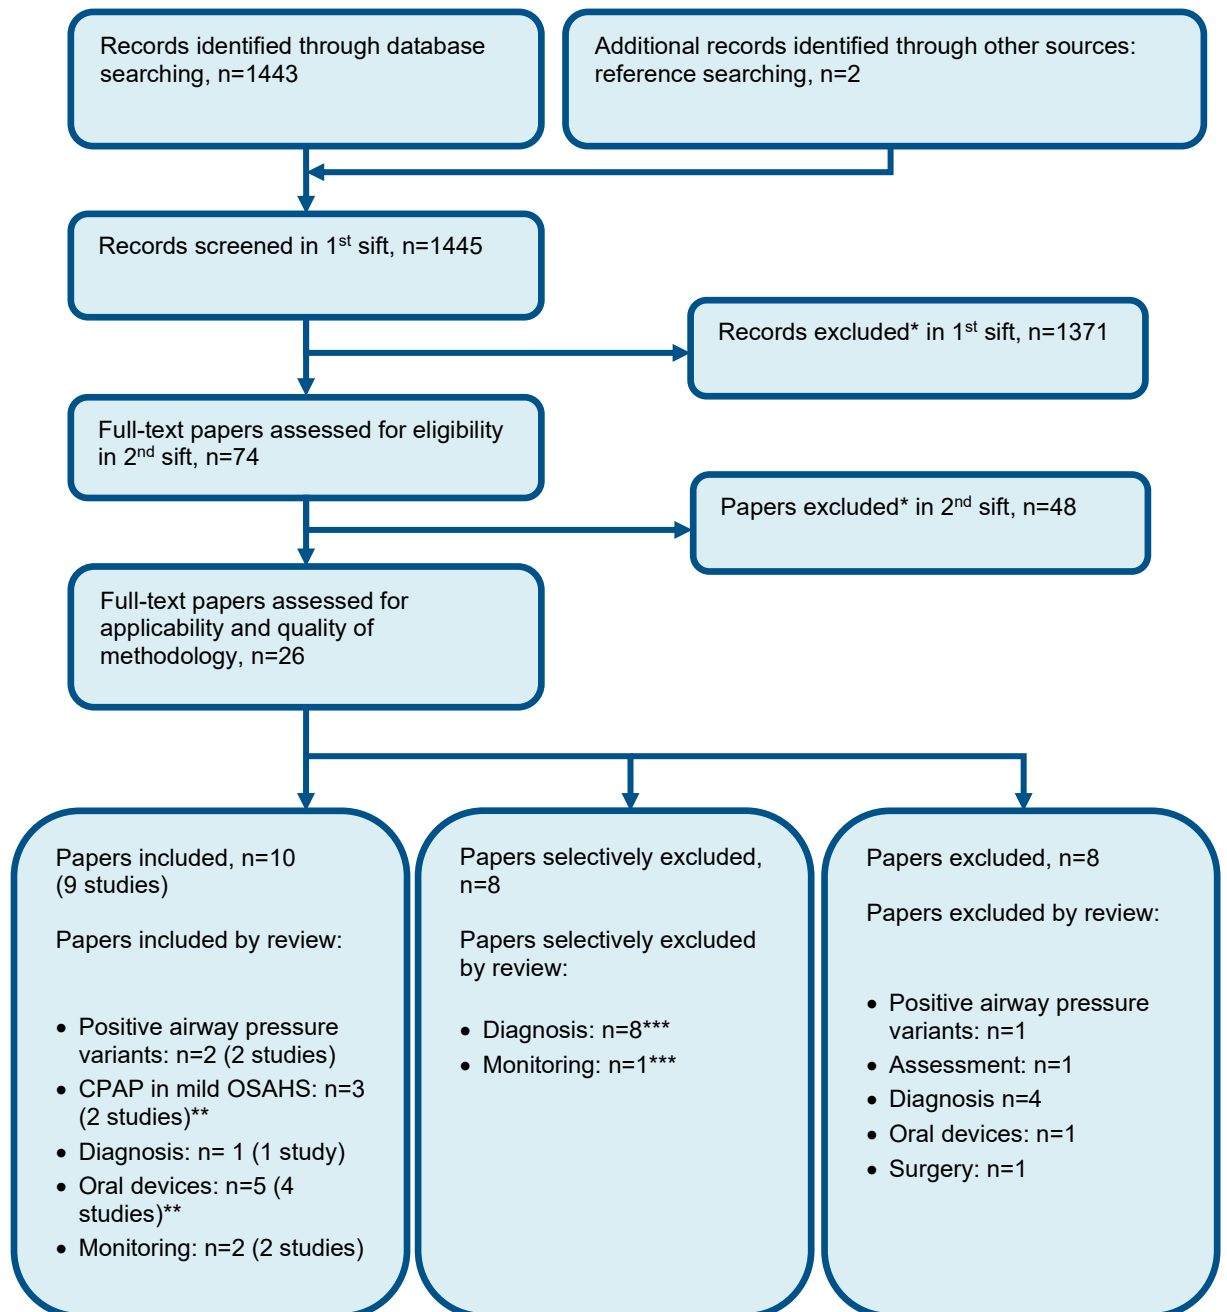 Records identified through database
searching, n=1443
Additional records identified through other sources:
reference searching, n=2
Records screened in 1st sift, n=1445
Records excluded* in 1st sift, n=1371
Full-text papers assessed for eligibility
in 2nd sift, n=74
Papers excluded* in 2nd sift, n=48
Full-text papers assessed for
applicability and quality of
methodology, n=26
Papers included, n=10
(9 studies)
Papers included by review:
• Positive airway pressure
variants: n=2 (2 studies)
• CPAP in mild OSAHS: n=3
(2 studies)**
• Diagnosis: n= 1 (1 study)
• Oral devices: n=5 (4
studies)**
• Monitoring: n=2 (2 studies)
Papers selectively excluded,
n=8
Papers selectively excluded
by review:
• Diagnosis: n=8***
• Monitoring: n=1***
Papers excluded, n=8
Papers excluded by review:
• Positive airway pressure
variants: n=1
• Assessment: n=1
• Diagnosis n=4
• Oral devices: n=1
• Surgery: n=1